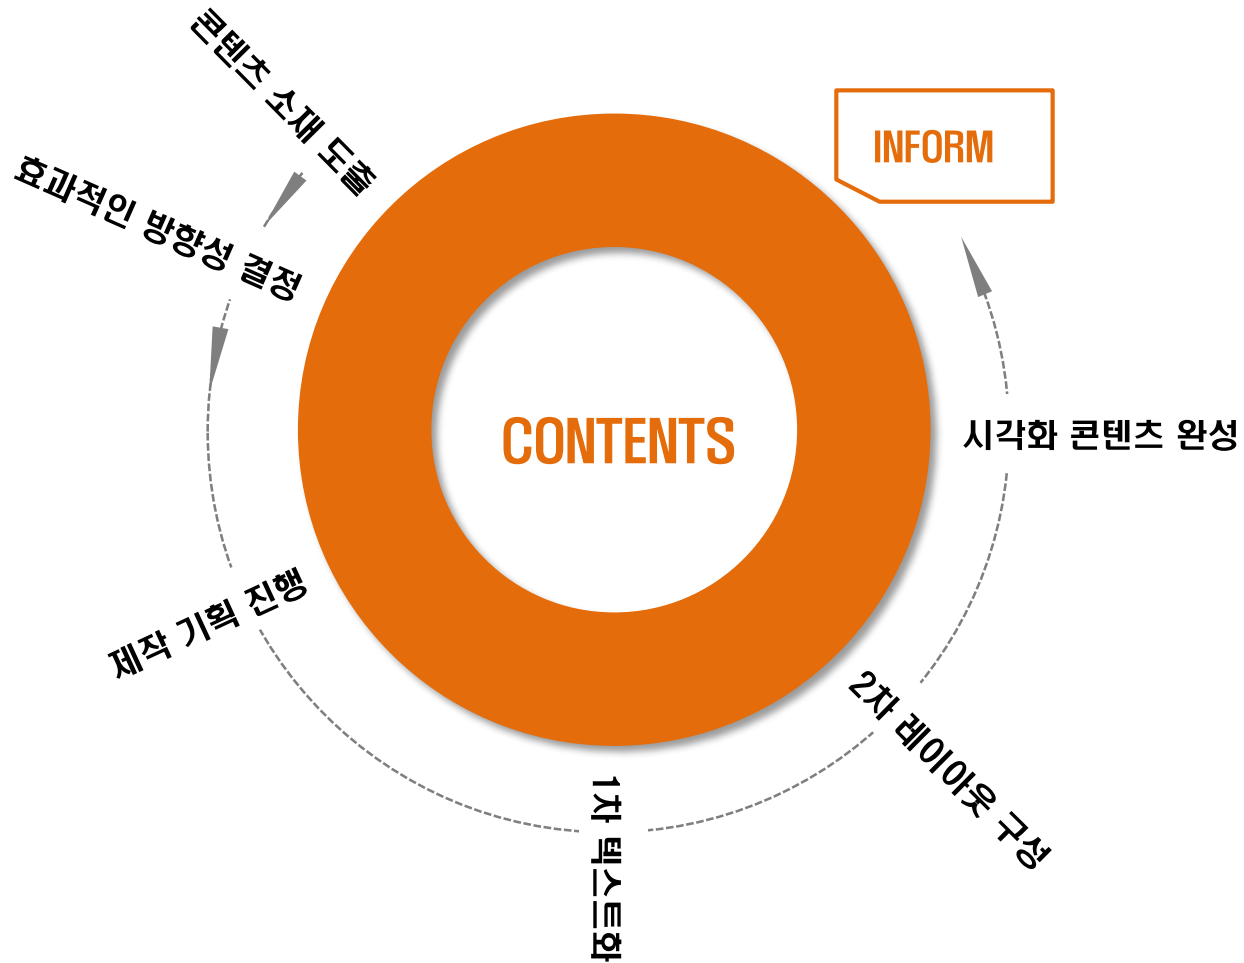 콘텐츠 소재 도출
효과적인 방향성 결정
제작 기획 진행
1차 텍스트화
2차 레이아웃 구성
시각화 콘텐츠 완성
INFORM
CONTENTS